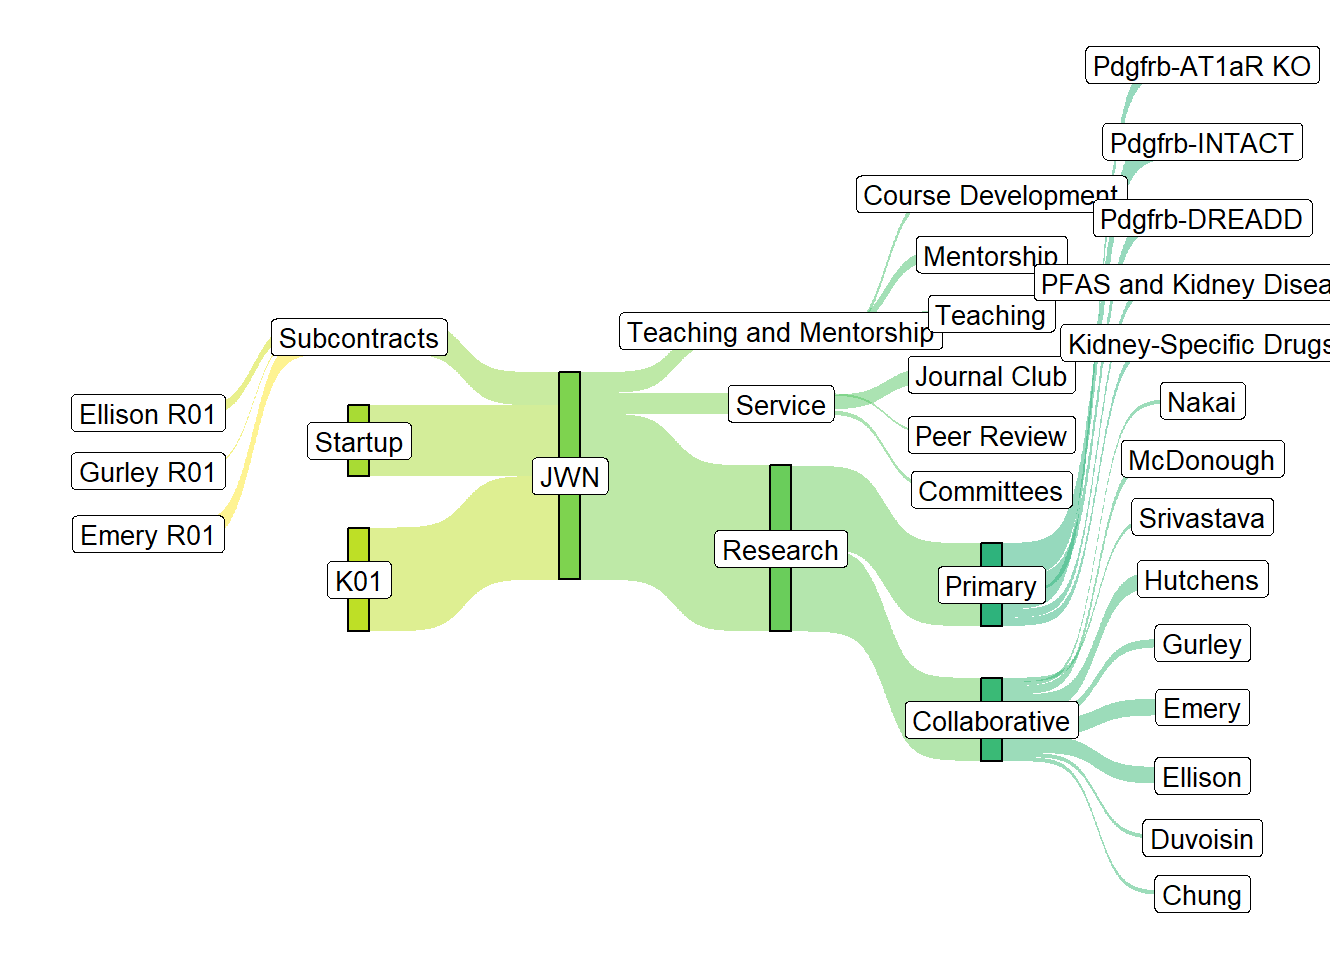 Pdgfrb-AT1aR KO
Pdgfrb-INTACT
Course Development
Pdgfrb-DREADD
Mentorship
PFAS and Kidney Disea
Teaching
Subcontracts
Teaching and Mentorship
Kidney-Specific Drugs
Journal Club
Nakai
Service
Ellison R01
Startup
Peer Review
McDonough
Gurley R01
JWN
Committees
Srivastava
Emery R01
Research
K01
Primary
Hutchens
Gurley
Emery
Collaborative
Ellison
Duvoisin
Chung